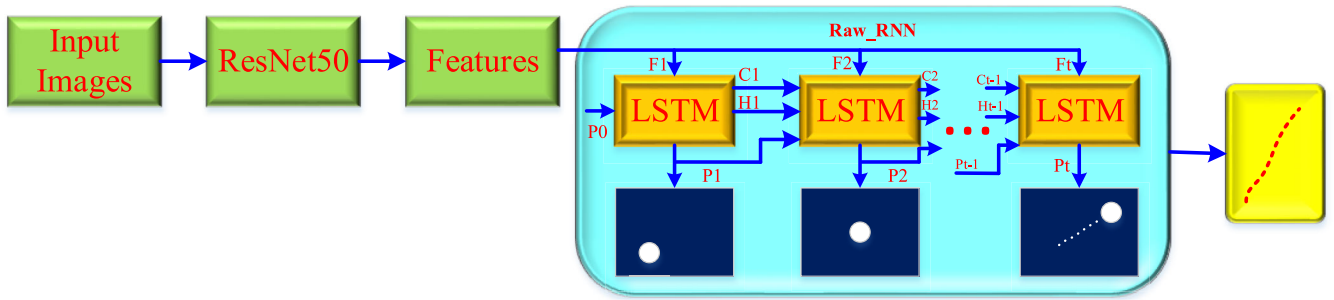 Input
Images
ResNet50
Features
Raw_RNN
F1
F2
Ft
C1
C2
Ct-1
H1
H2
Ht-1
LSTM
LSTM
LSTM
P0
P1
P2
Pt-1
Pt